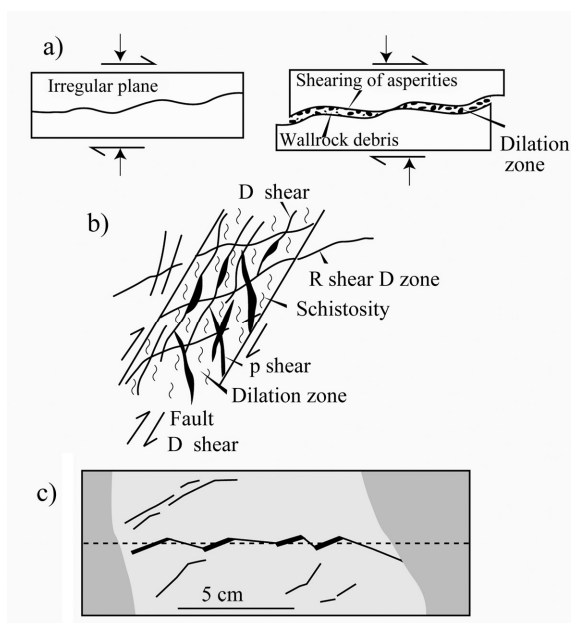 a)
Irregular plane
Shearing of asperities
Wallrock debris
Dilation
zone
b)
D shear
R shear D zone
Schistosity
p shear
Dilation zone
Fault
D shear
c)
5 cm